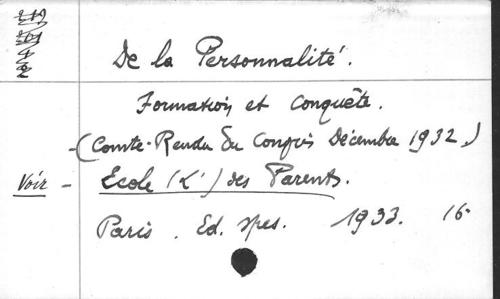 De la Personnalité.
Formation et Conquête.
- (Comte-Rendu du Congrès Décembre 1932.)
Voir - Ecole (L') des Parents.
Paris. Ed. spes. 1933. 16-